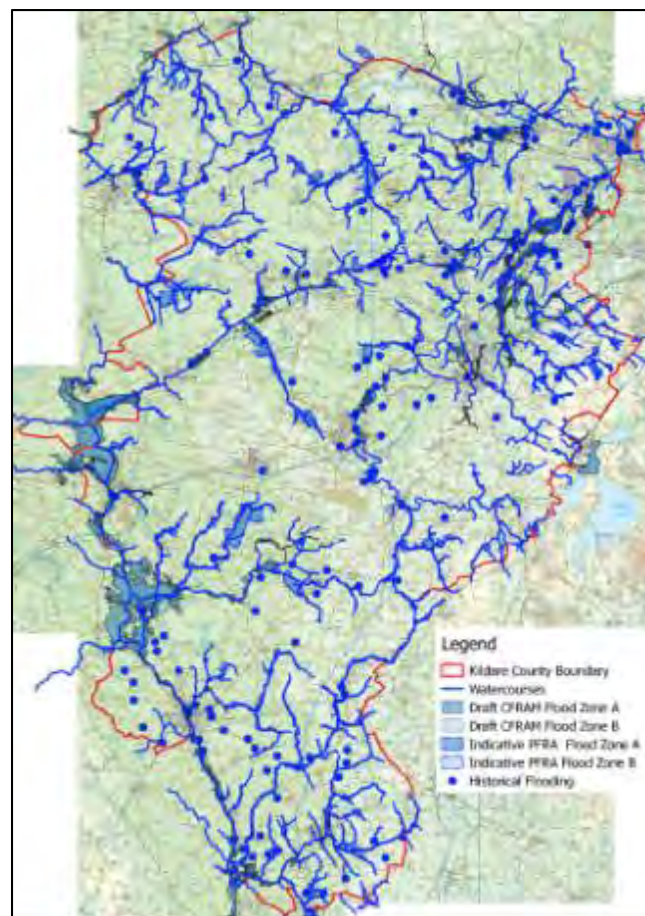 Legend
Kildare County Boundary
Watercourses
Draft CFRAM Flood Zone A
Draft CFRAM Flood Zone B
Indicative PFRA Flood Zone A
Indicative PFRA Flood Zone B
Historical Flooding